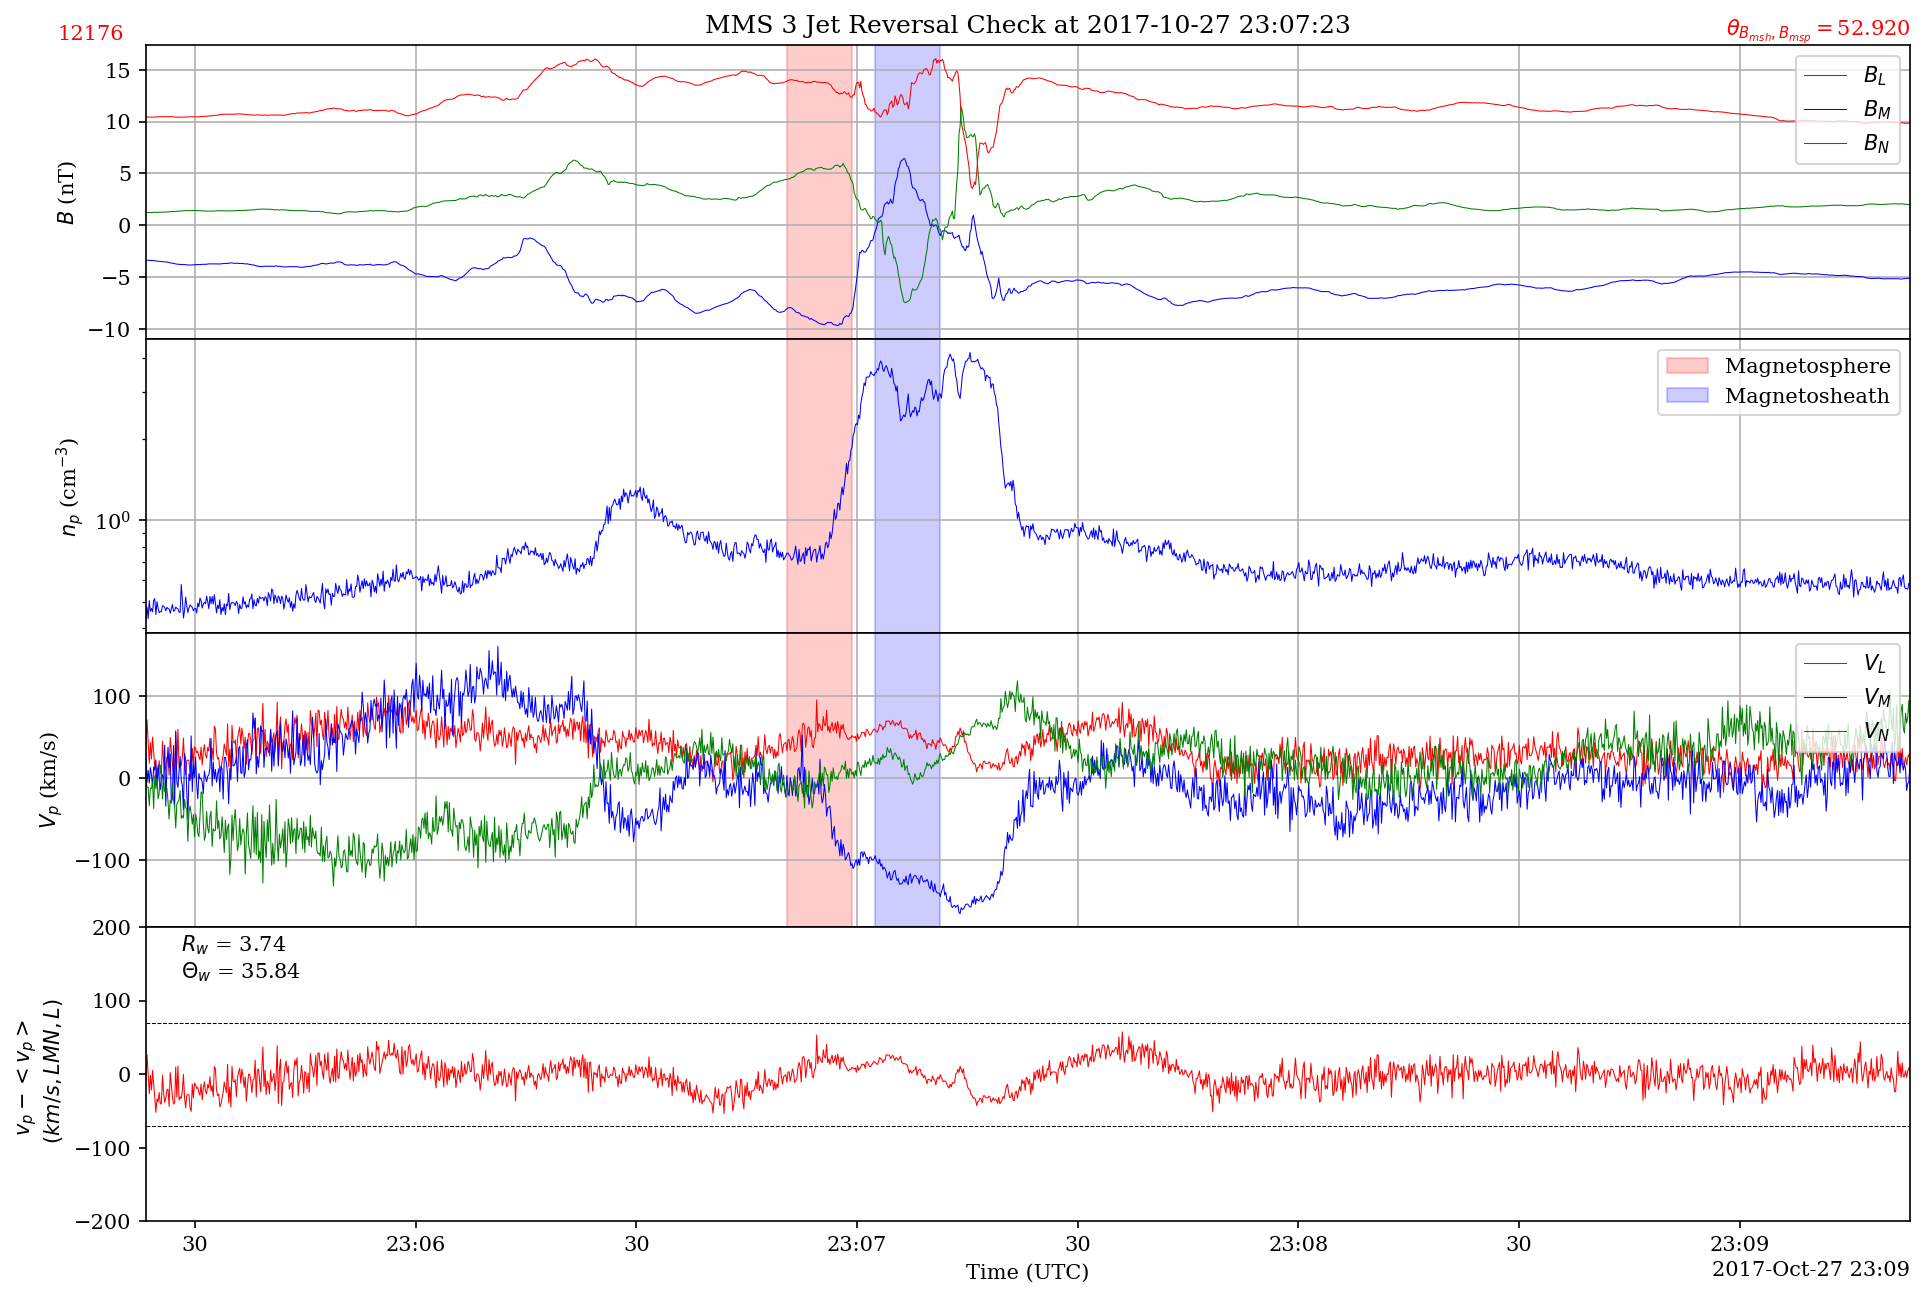 MMS 3 Jet Reversal Check at 2017-10-27 23:07:23
12176
θ_{B_{msh}, B_{msp}} = 52.920
15
10
5
0
−5
−10
B (nT)
B_L
B_M
B_N
10^0
n_p (cm^{−3})
Magnetosphere
Magnetosheath
100
0
−100
V_p (km/s)
V_L
V_M
V_N
200
100
0
−100
−200
v_p − < v_p >
(km/s, LMN, L)
R_w = 3.74
Θ_w = 35.84
30 23:06 30 23:07 30 23:08 30 23:09
Time (UTC)
2017-Oct-27 23:09